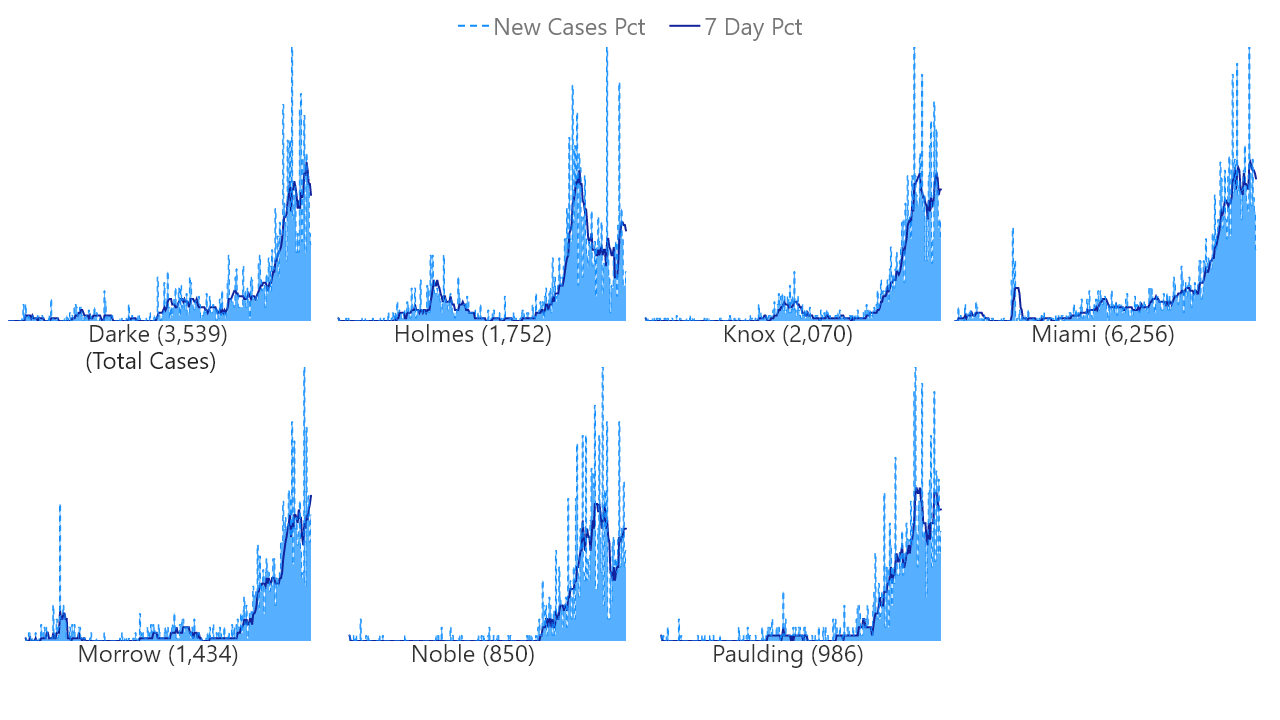 New Cases Pct 7 Day Pct
Darke (3,539) Holmes (1,752) Knox (2,070) Miami (6,256)
(Total Cases)
Morrow (1,434) Noble (850) Paulding (986)